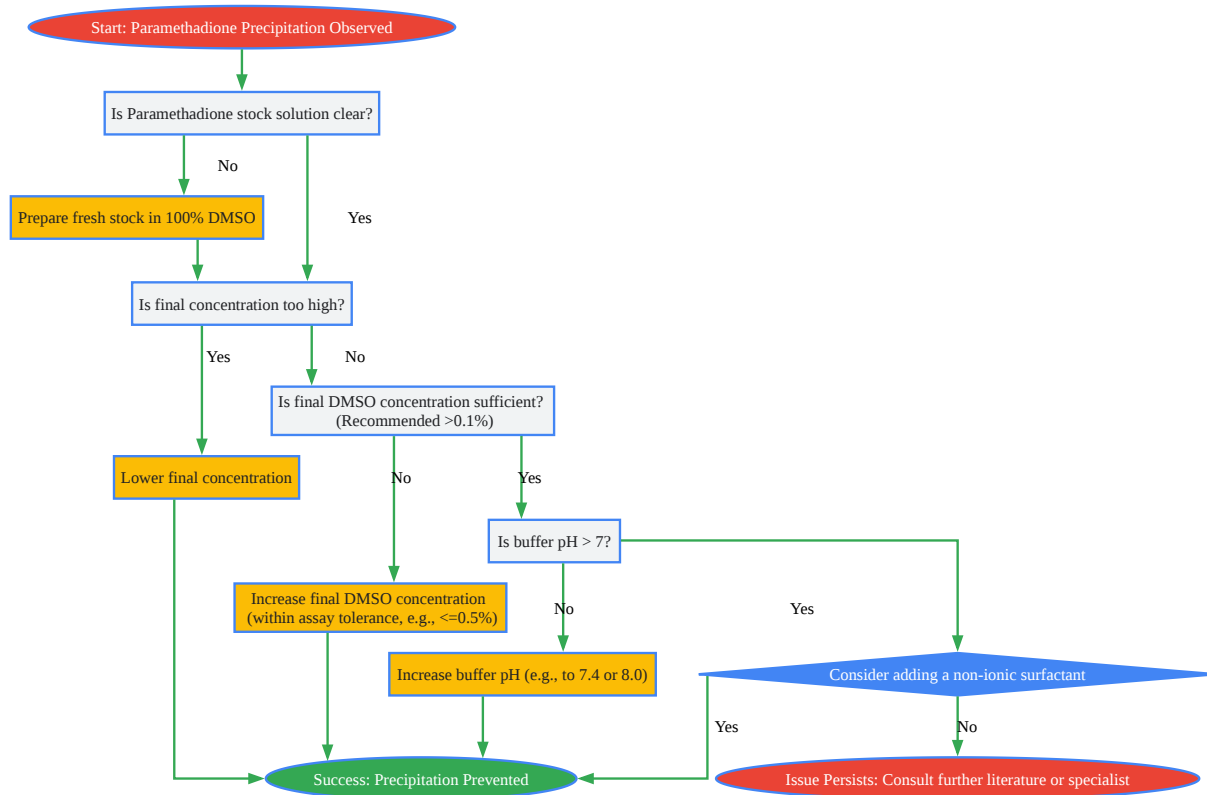 Start: Paramethadione Precipitation Observed
Is Paramethadione stock solution clear?
No
Prepare fresh stock in 100% DMSO
Yes
Is final concentration too high?
Yes
No
Is final DMSO concentration sufficient?
(Recommended >0.1%)
Lower final concentration
No
Yes
Is buffer pH > 7?
Increase final DMSO concentration
(within assay tolerance, e.g., <=0.5%)
No
Yes
Increase buffer pH (e.g., to 7.4 or 8.0)
Consider adding a non-ionic surfactant
Yes
No
Success: Precipitation Prevented
Issue Persists: Consult further literature or specialist